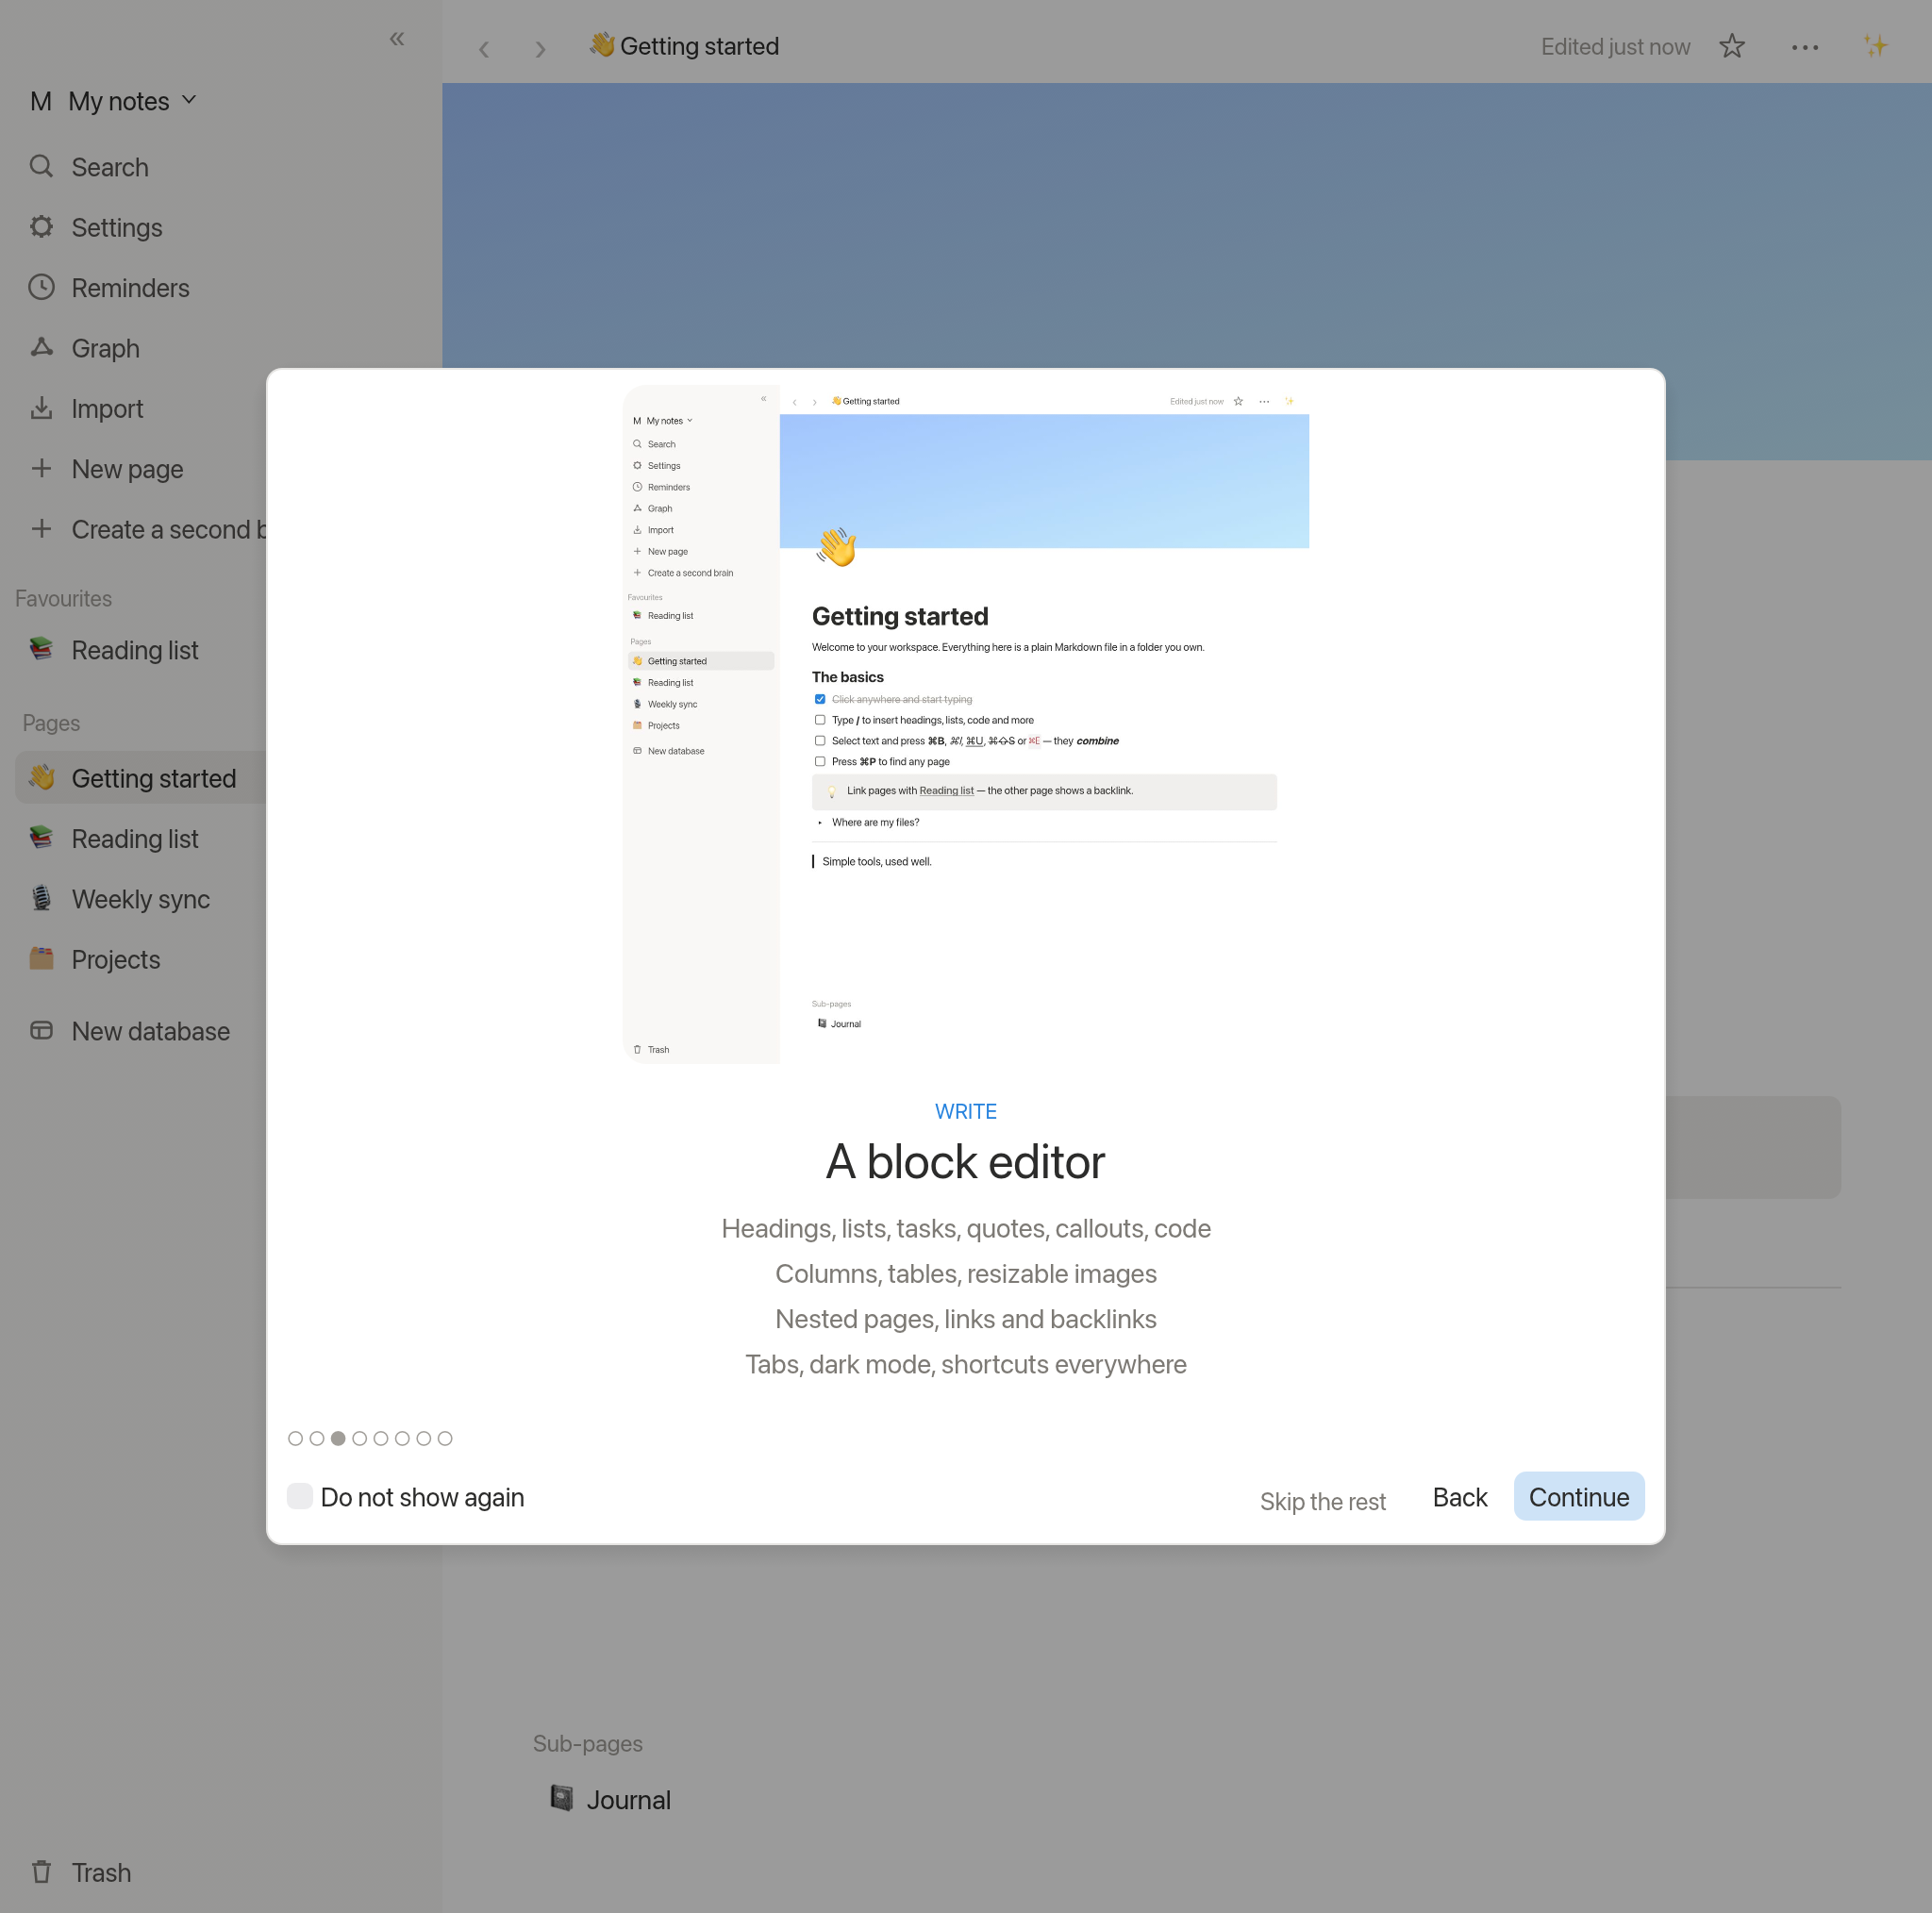 Getting started
Edited just now
M My notes
Search
Settings
Reminders
Graph
Import
New page
Create a second b
Favourites
Reading list
Pages
Getting started
Reading list
Weekly sync
Projects
New database
Trash
Getting started
Edited just now
M My notes
Search
Settings
Reminders
Graph
Import
New page
Create a second brain
Favourites
Reading list
Pages
Getting started
Reading list
Weekly sync
Projects
New database
Trash
Getting started
Welcome to your workspace. Everything here is a plain Markdown file in a folder you own.
The basics
Click anywhere and start typing
Type / to insert headings, lists, code and more
Select text and press ⌘B, ⌘I, ⌘U, ⌘⇧S or ⌘E — they combine
Press ⌘P to find any page
Link pages with Reading list — the other page shows a backlink.
Where are my files?
Simple tools, used well.
Sub-pages
Journal
WRITE
A block editor
Headings, lists, tasks, quotes, callouts, code
Columns, tables, resizable images
Nested pages, links and backlinks
Tabs, dark mode, shortcuts everywhere
Do not show again
Skip the rest
Back
Continue
Sub-pages
Journal